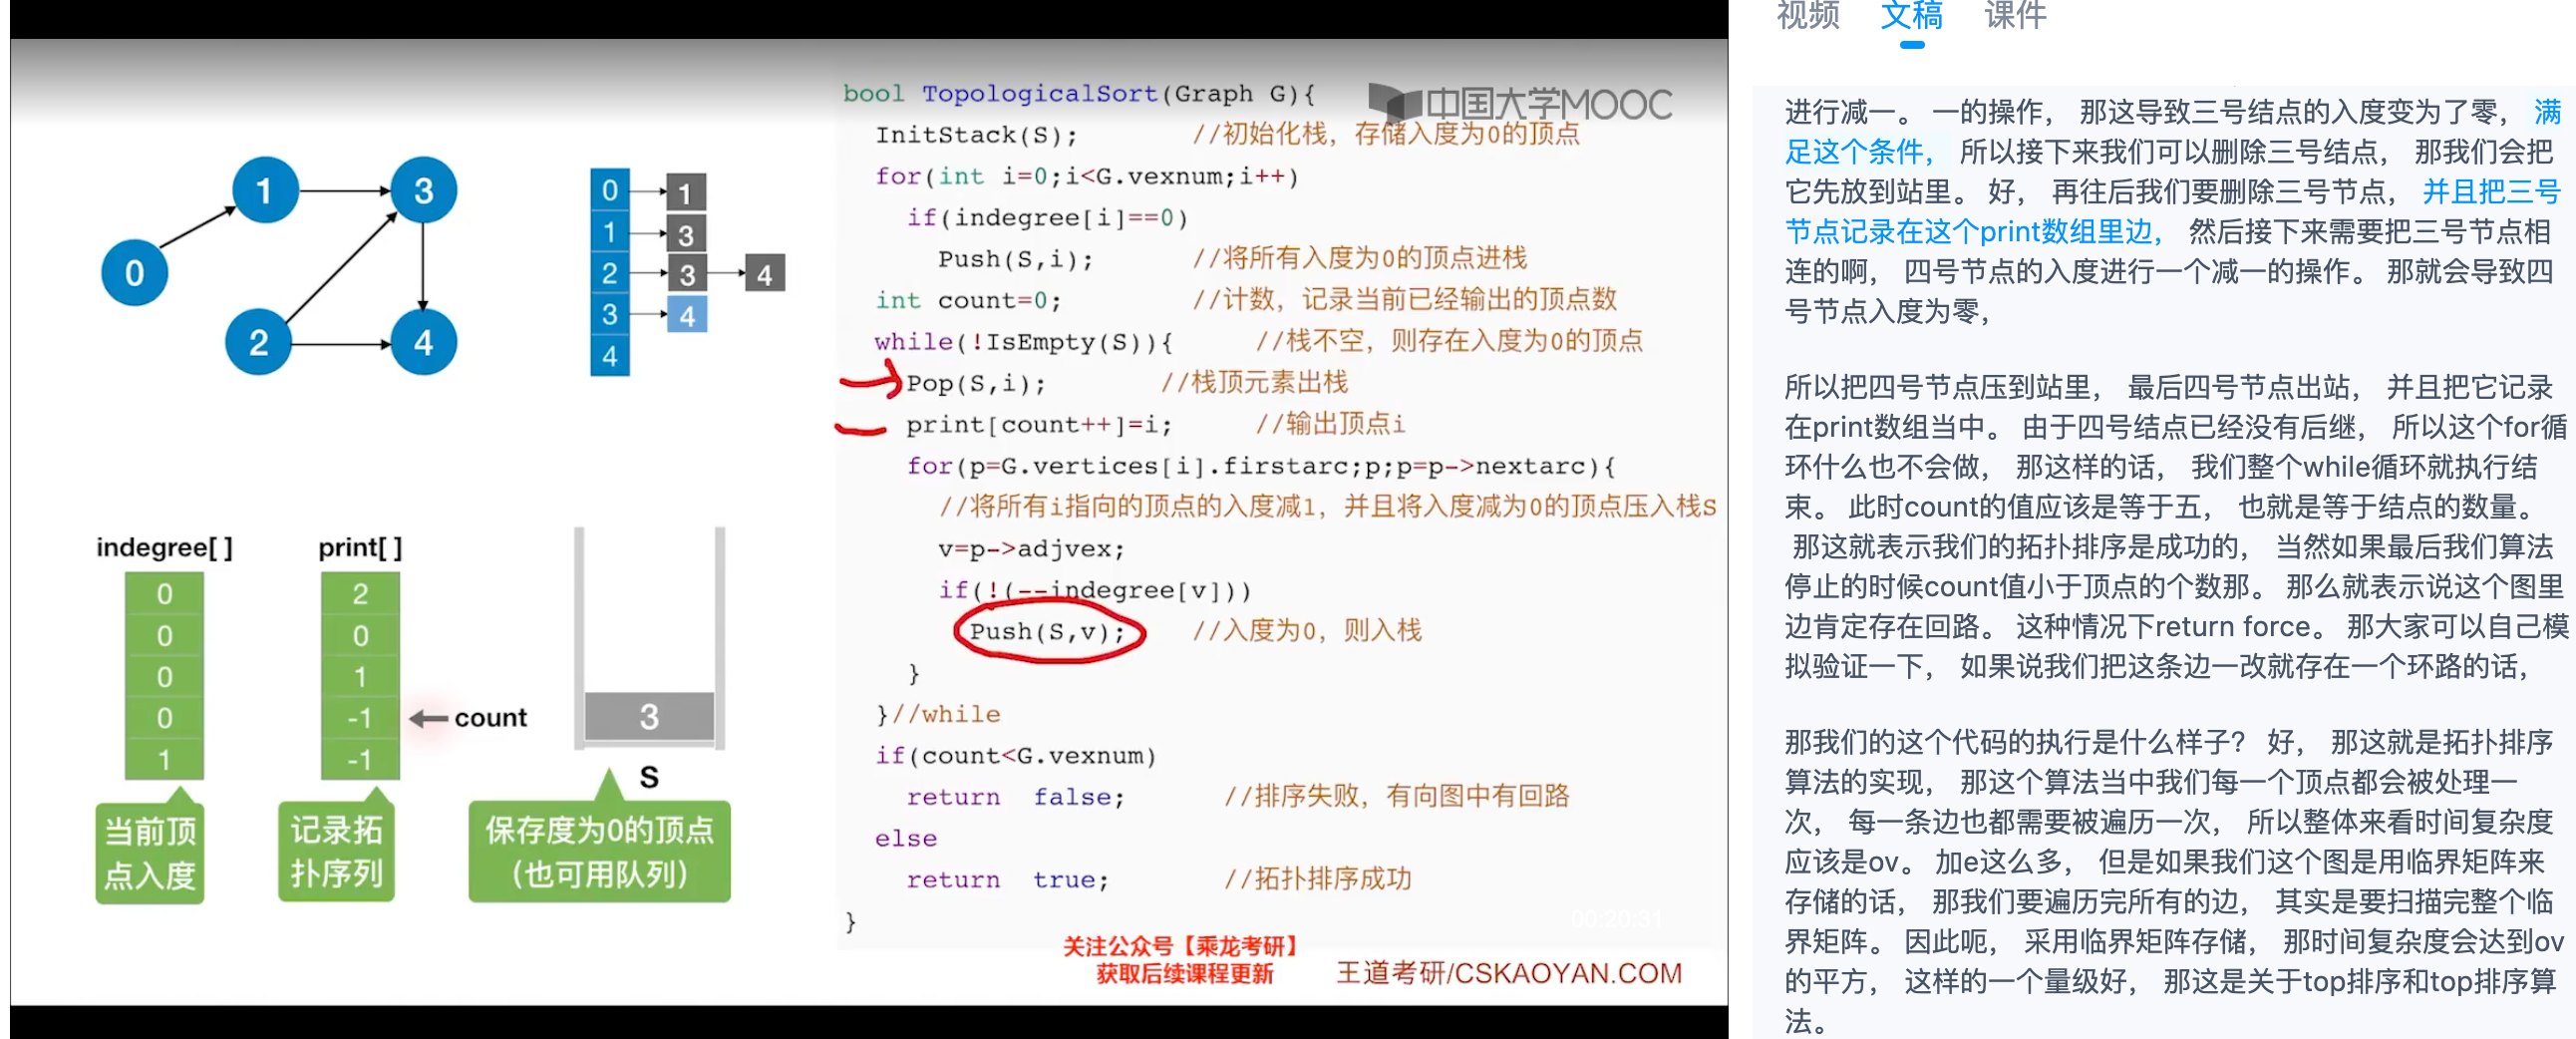 bool TopologicalSort(Graph G){
中国大学MOOC
InitStack(S); //初始化栈，存储入度为0的顶点
for(int i=0;i<G.vexnum;i++)
if(indegree[i]==0)
Push(S,i); //将所有入度为0的顶点进栈
int count=0; //计数，记录当前已经输出的顶点数
while(!IsEmpty(S)){ //栈不空，则存在入度为0的顶点
Pop(S,i); //栈顶元素出栈
print[count++]=i; //输出顶点i
for(p=G.vertices[i].firstarc;p;p=p->nextarc){
//将所有i指向的顶点的入度减1，并且将入度减为0的顶点压入栈S
v=p->adjvex;
if(!(--indegree[v]))
Push(S,v); //入度为0，则入栈
}
}//while
if(count<G.vexnum)
return false; //排序失败，有向图中有回路
else
return true; //拓扑排序成功
}
00:20:31
关注公众号【乘龙考研】
获取后续课程更新
王道考研/CSKAOYAN.COM
1
3
0
2
4
0 1
1 3
2 3 4
3 4
4
indegree[ ]
0
0
0
0
1
当前顶
点入度
print[ ]
2
0
1
-1
-1
count
记录拓
扑序列
3
S
保存度为0的顶点
（也可用队列）
视频 文稿 课件
进行减一。 一的操作， 那这导致三号结点的入度变为了零， 满
足这个条件， 所以接下来我们可以删除三号结点， 那我们会把
它先放到站里。 好， 再往后我们要删除三号节点， 并且把三号
节点记录在这个print数组里边， 然后接下来需要把三号节点相
连的啊， 四号节点的入度进行一个减一的操作。 那就会导致四
号节点入度为零，
所以把四号节点压到站里， 最后四号节点出站， 并且把它记录
在print数组当中。 由于四号结点已经没有后继， 所以这个for循
环什么也不会做， 那这样的话， 我们整个while循环就执行结
束。 此时count的值应该是等于五， 也就是等于结点的数量。
那这就表示我们的拓扑排序是成功的， 当然如果最后我们算法
停止的时候count值小于顶点的个数那。 那么就表示说这个图里
边肯定存在回路。 这种情况下return force。 那大家可以自己模
拟验证一下， 如果说我们把这条边一改就存在一个环路的话，
那我们的这个代码的执行是什么样子？ 好， 那这就是拓扑排序
算法的实现， 那这个算法当中我们每一个顶点都会被处理一
次， 每一条边也都需要被遍历一次， 所以整体来看时间复杂度
应该是ov。 加e这么多， 但是如果我们这个图是用临界矩阵来
存储的话， 那我们要遍历完所有的边， 其实是要扫描完整个临
界矩阵。 因此呃， 采用临界矩阵存储， 那时间复杂度会达到ov
的平方， 这样的一个量级好， 那这是关于top排序和top排序算
法。